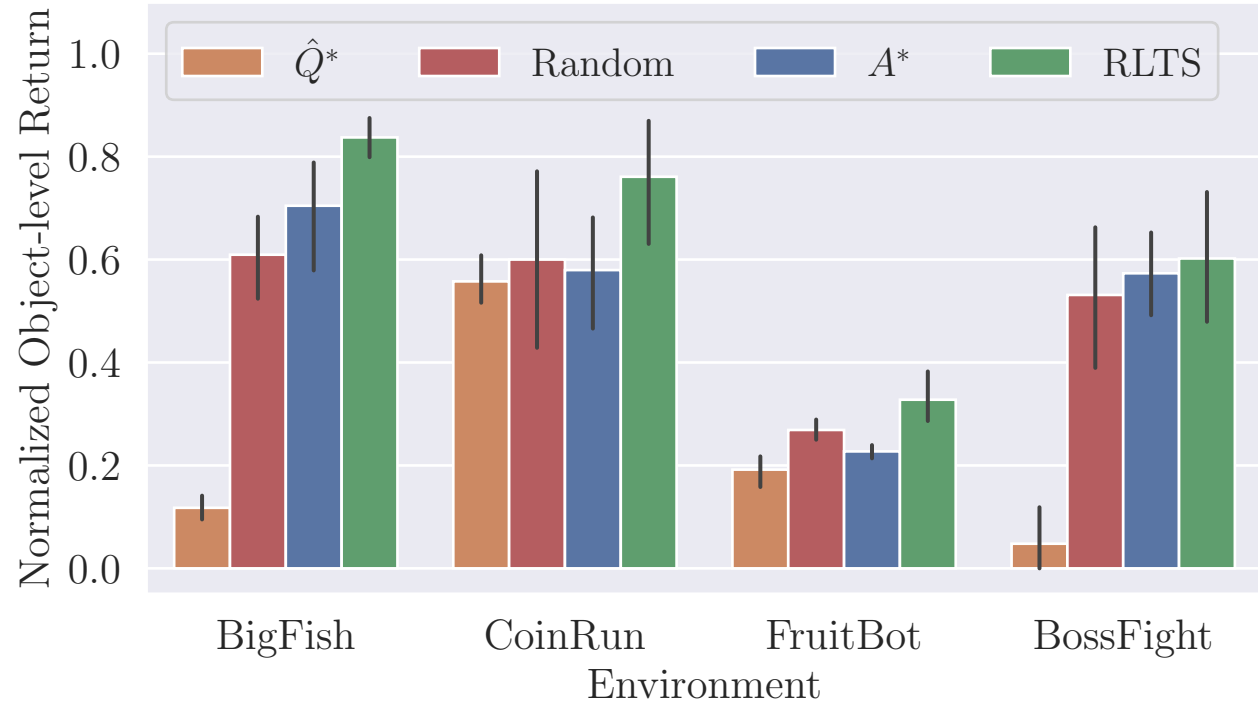 Normalized Object-level Return
1.0
0.8
0.6
0.4
0.2
0.0
Q̂* Random A* RLTS
BigFish CoinRun FruitBot BossFight
Environment